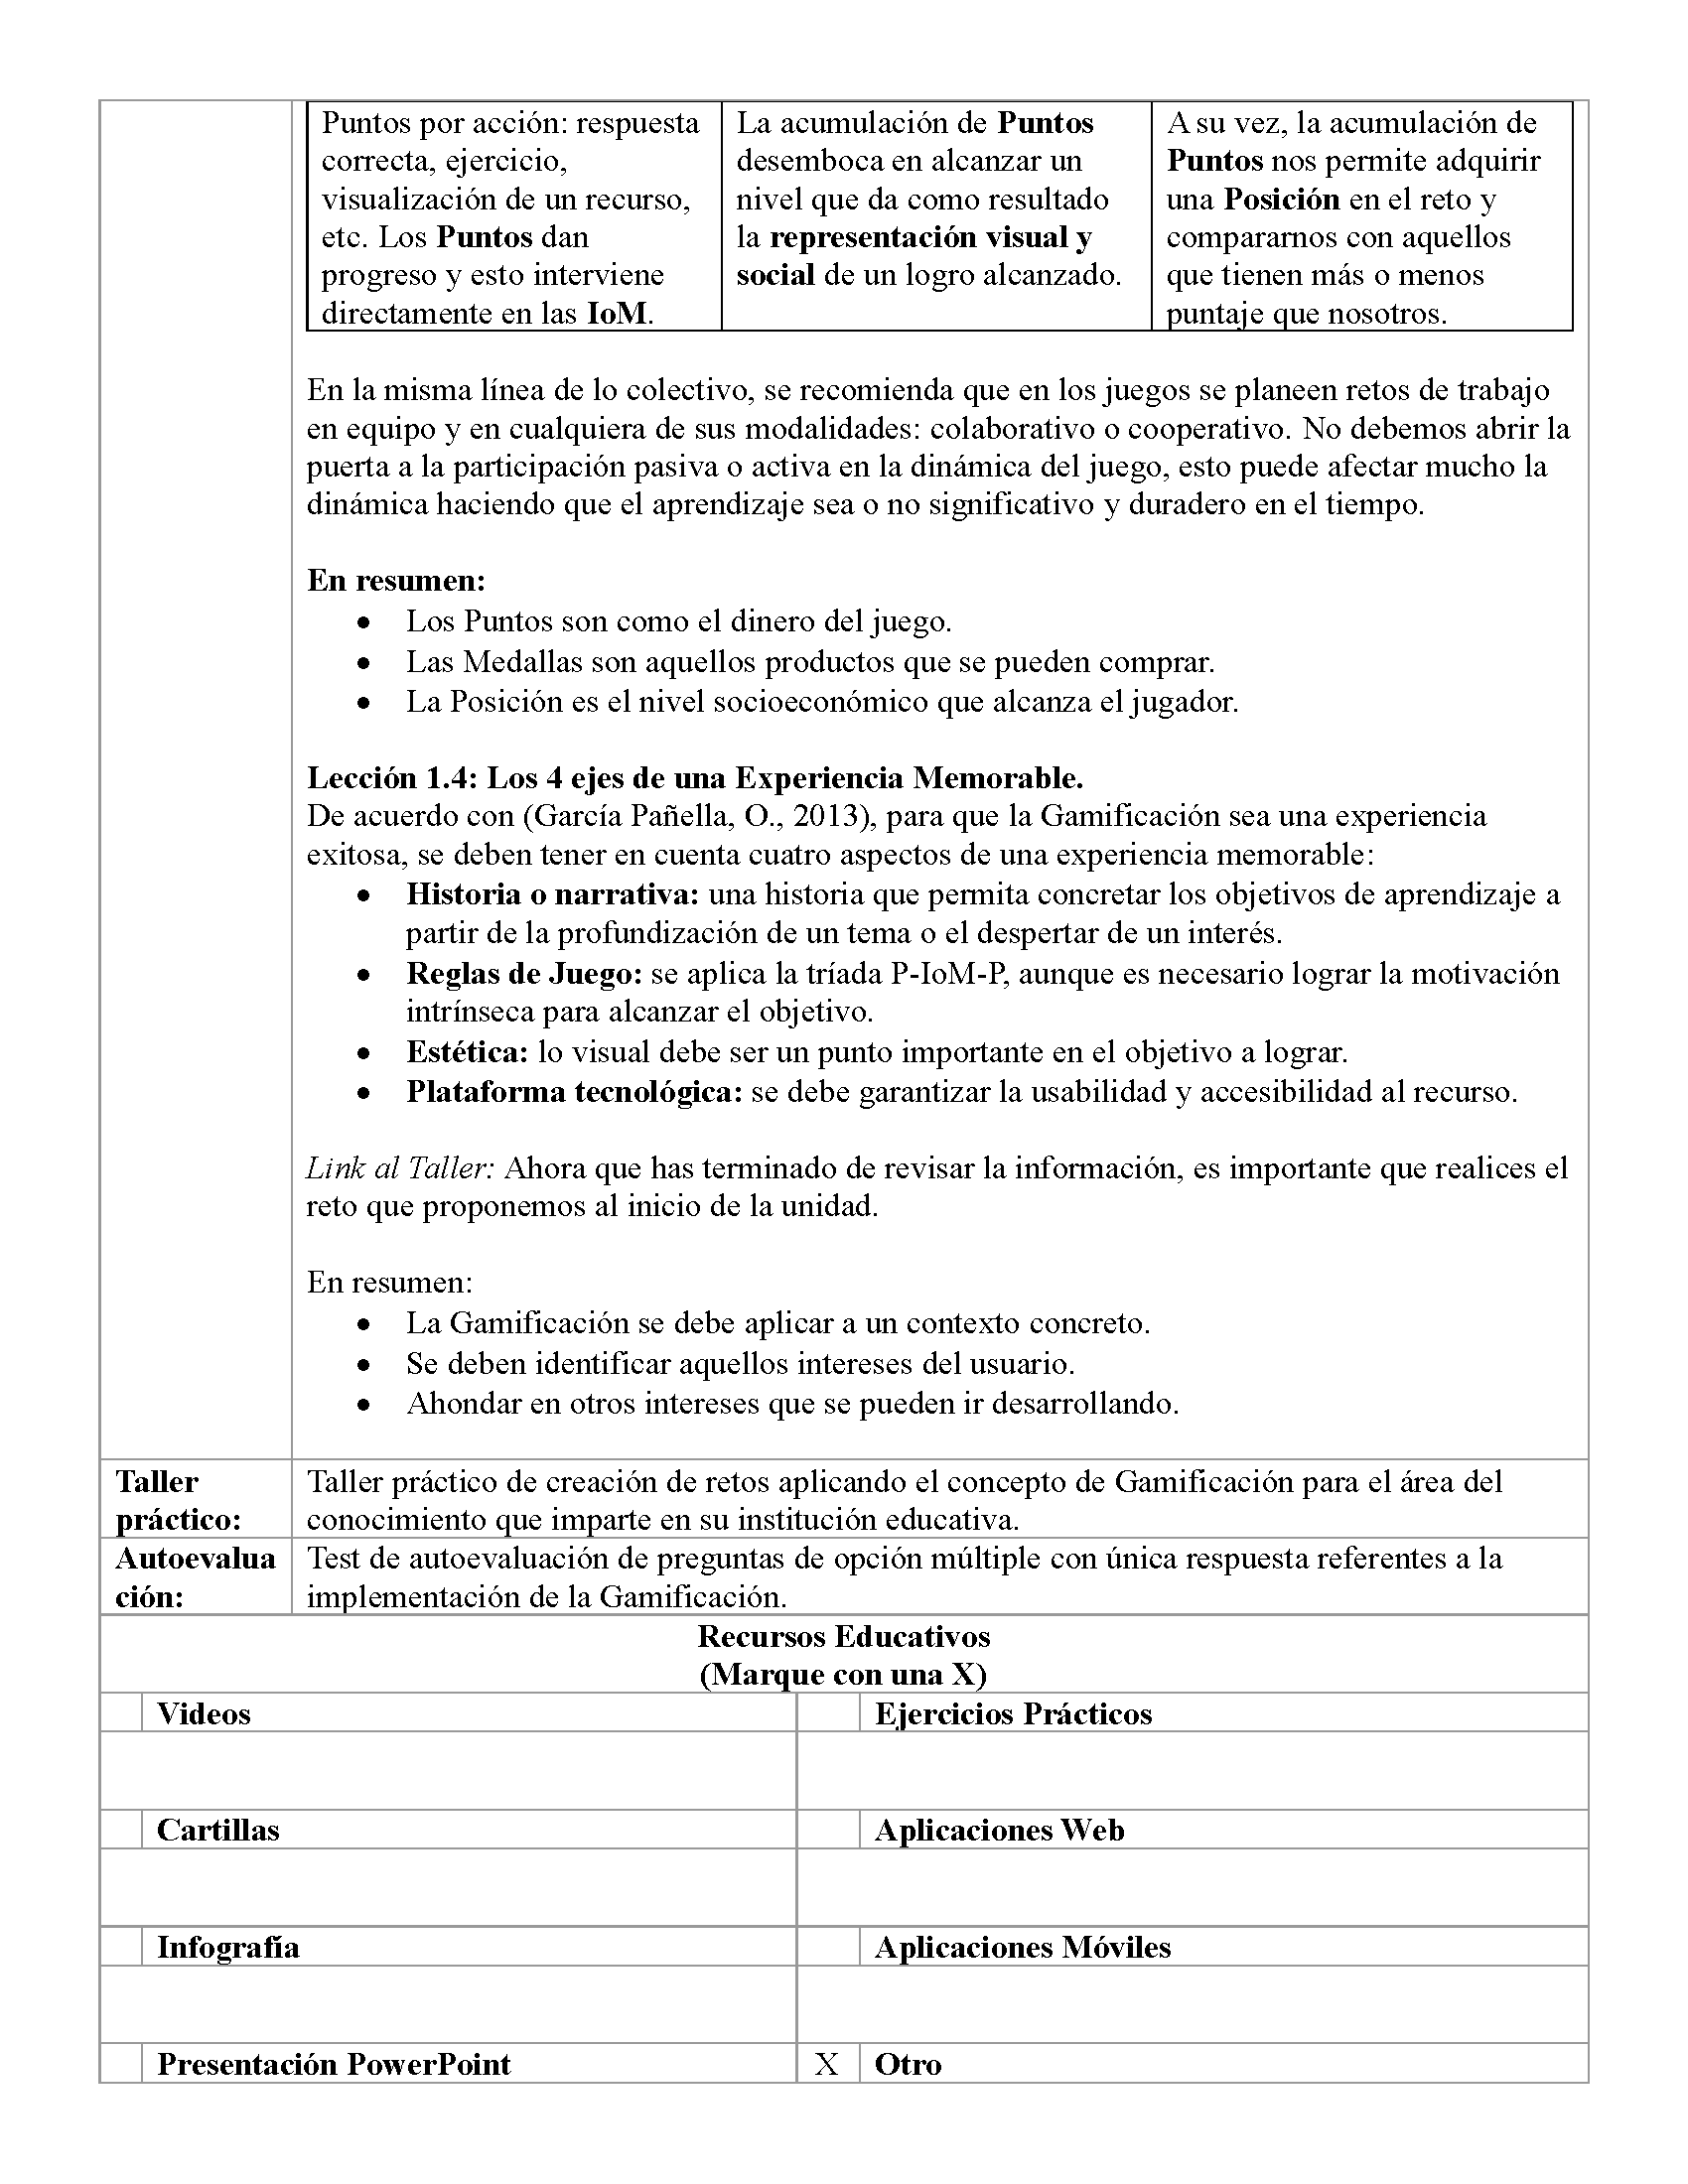 Puntos por acción: respuesta
correcta, ejercicio,
visualización de un recurso,
etc. Los Puntos dan
progreso y esto interviene
directamente en las IoM.
La acumulación de Puntos
desemboca en alcanzar un
nivel que da como resultado
la representación visual y
social de un logro alcanzado.
A su vez, la acumulación de
Puntos nos permite adquirir
una Posición en el reto y
compararnos con aquellos
que tienen más o menos
puntaje que nosotros.
En la misma línea de lo colectivo, se recomienda que en los juegos se planeen retos de trabajo
en equipo y en cualquiera de sus modalidades: colaborativo o cooperativo. No debemos abrir la
puerta a la participación pasiva o activa en la dinámica del juego, esto puede afectar mucho la
dinámica haciendo que el aprendizaje sea o no significativo y duradero en el tiempo.
En resumen:
• Los Puntos son como el dinero del juego.
• Las Medallas son aquellos productos que se pueden comprar.
• La Posición es el nivel socioeconómico que alcanza el jugador.
Lección 1.4: Los 4 ejes de una Experiencia Memorable.
De acuerdo con (García Pañella, O., 2013), para que la Gamificación sea una experiencia
exitosa, se deben tener en cuenta cuatro aspectos de una experiencia memorable:
• Historia o narrativa: una historia que permita concretar los objetivos de aprendizaje a
partir de la profundización de un tema o el despertar de un interés.
• Reglas de Juego: se aplica la tríada P-IoM-P, aunque es necesario lograr la motivación
intrínseca para alcanzar el objetivo.
• Estética: lo visual debe ser un punto importante en el objetivo a lograr.
• Plataforma tecnológica: se debe garantizar la usabilidad y accesibilidad al recurso.
Link al Taller: Ahora que has terminado de revisar la información, es importante que realices el
reto que proponemos al inicio de la unidad.
En resumen:
• La Gamificación se debe aplicar a un contexto concreto.
• Se deben identificar aquellos intereses del usuario.
• Ahondar en otros intereses que se pueden ir desarrollando.
Taller
práctico:
Taller práctico de creación de retos aplicando el concepto de Gamificación para el área del
conocimiento que imparte en su institución educativa.
Autoevalua
ción:
Test de autoevaluación de preguntas de opción múltiple con única respuesta referentes a la
implementación de la Gamificación.
Recursos Educativos
(Marque con una X)
Videos
Ejercicios Prácticos
Cartillas
Aplicaciones Web
Infografía
Aplicaciones Móviles
Presentación PowerPoint
X Otro